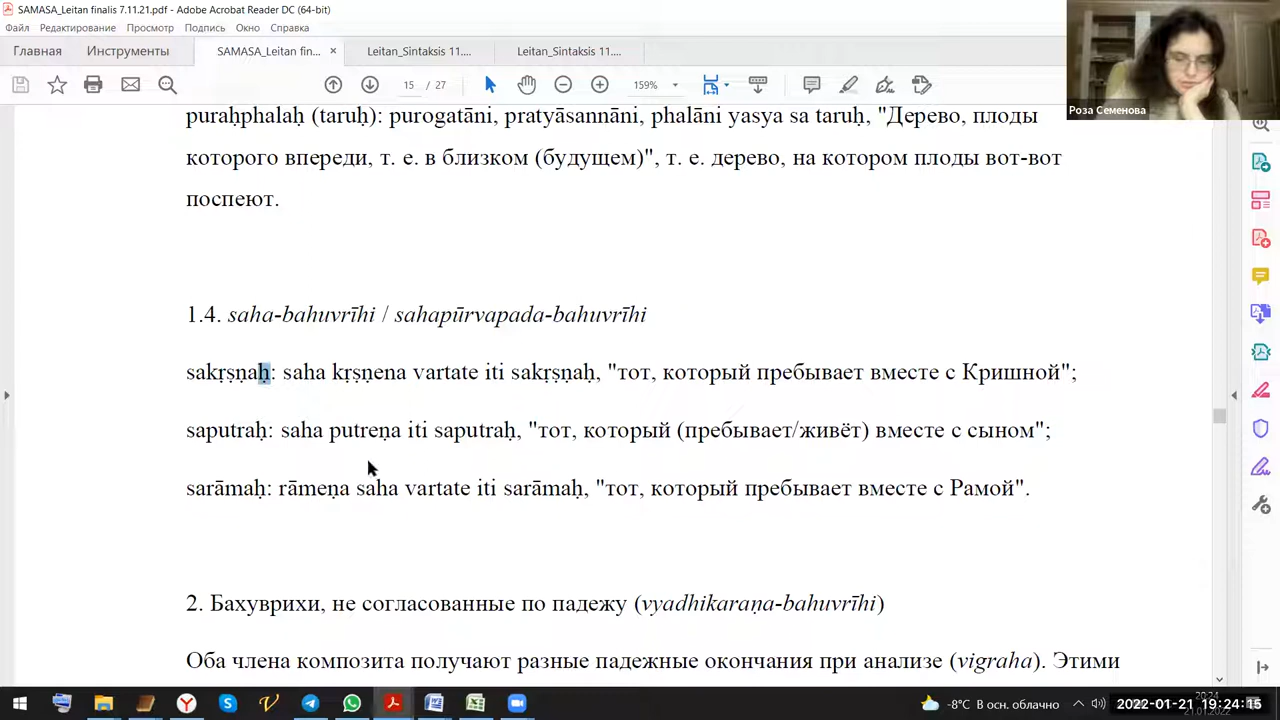 SAMASA_Leitan finalis 7.11.21.pdf - Adobe Acrobat Reader DC (64-bit)
Файл Редактирование Просмотр Подпись Окно Справка
Главная Инструменты SAMASA_Leitan fin... × Leitan_Sintaksis 11.... Leitan_Sintaksis 11....
15 / 27 159%
Роза Семенова
puraḥphalaḥ (taruḥ): purogatāni, pratyāsannāni, phalāni yasya sa taruḥ, "Дерево, плоды
которого впереди, т. е. в близком (будущем)", т. е. дерево, на котором плоды вот-вот
поспеют.
1.4. saha-bahuvrīhi / sahapūrvapada-bahuvrīhi
sakṛṣṇaḥ: saha kṛṣṇena vartate iti sakṛṣṇaḥ, "тот, который пребывает вместе с Кришной";
saputraḥ: saha putreṇa iti saputraḥ, "тот, который (пребывает/живёт) вместе с сыном";
sarāmaḥ: rāmeṇa saha vartate iti sarāmaḥ, "тот, который пребывает вместе с Рамой".
2. Бахуврихи, не согласованные по падежу (vyadhikaraṇa-bahuvrīhi)
Оба члена композита получают разные падежные окончания при анализе (vigraha). Этими
-8°C В осн. облачно 20:24
21.01.2022
2022-01-21 19:24:15